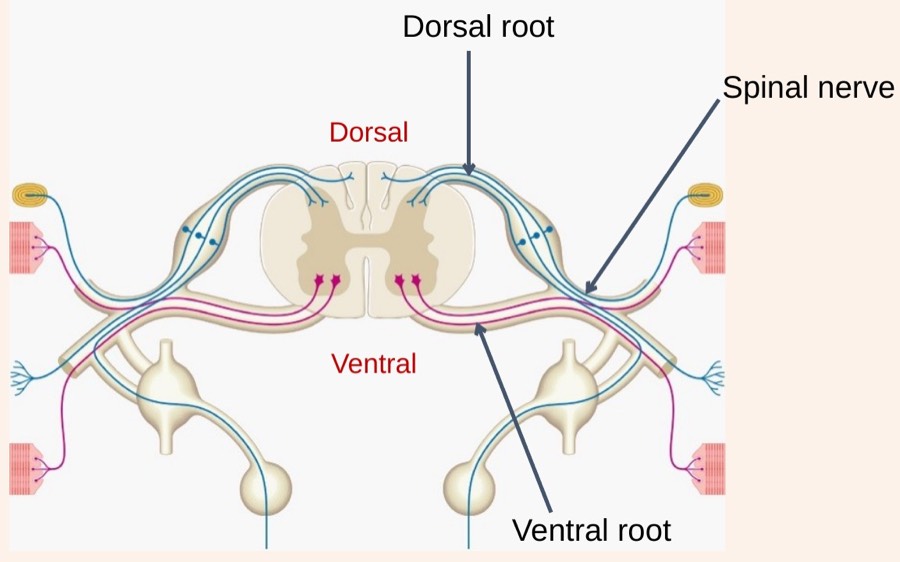 Dorsal root
Spinal nerve
Dorsal
Ventral
Ventral root